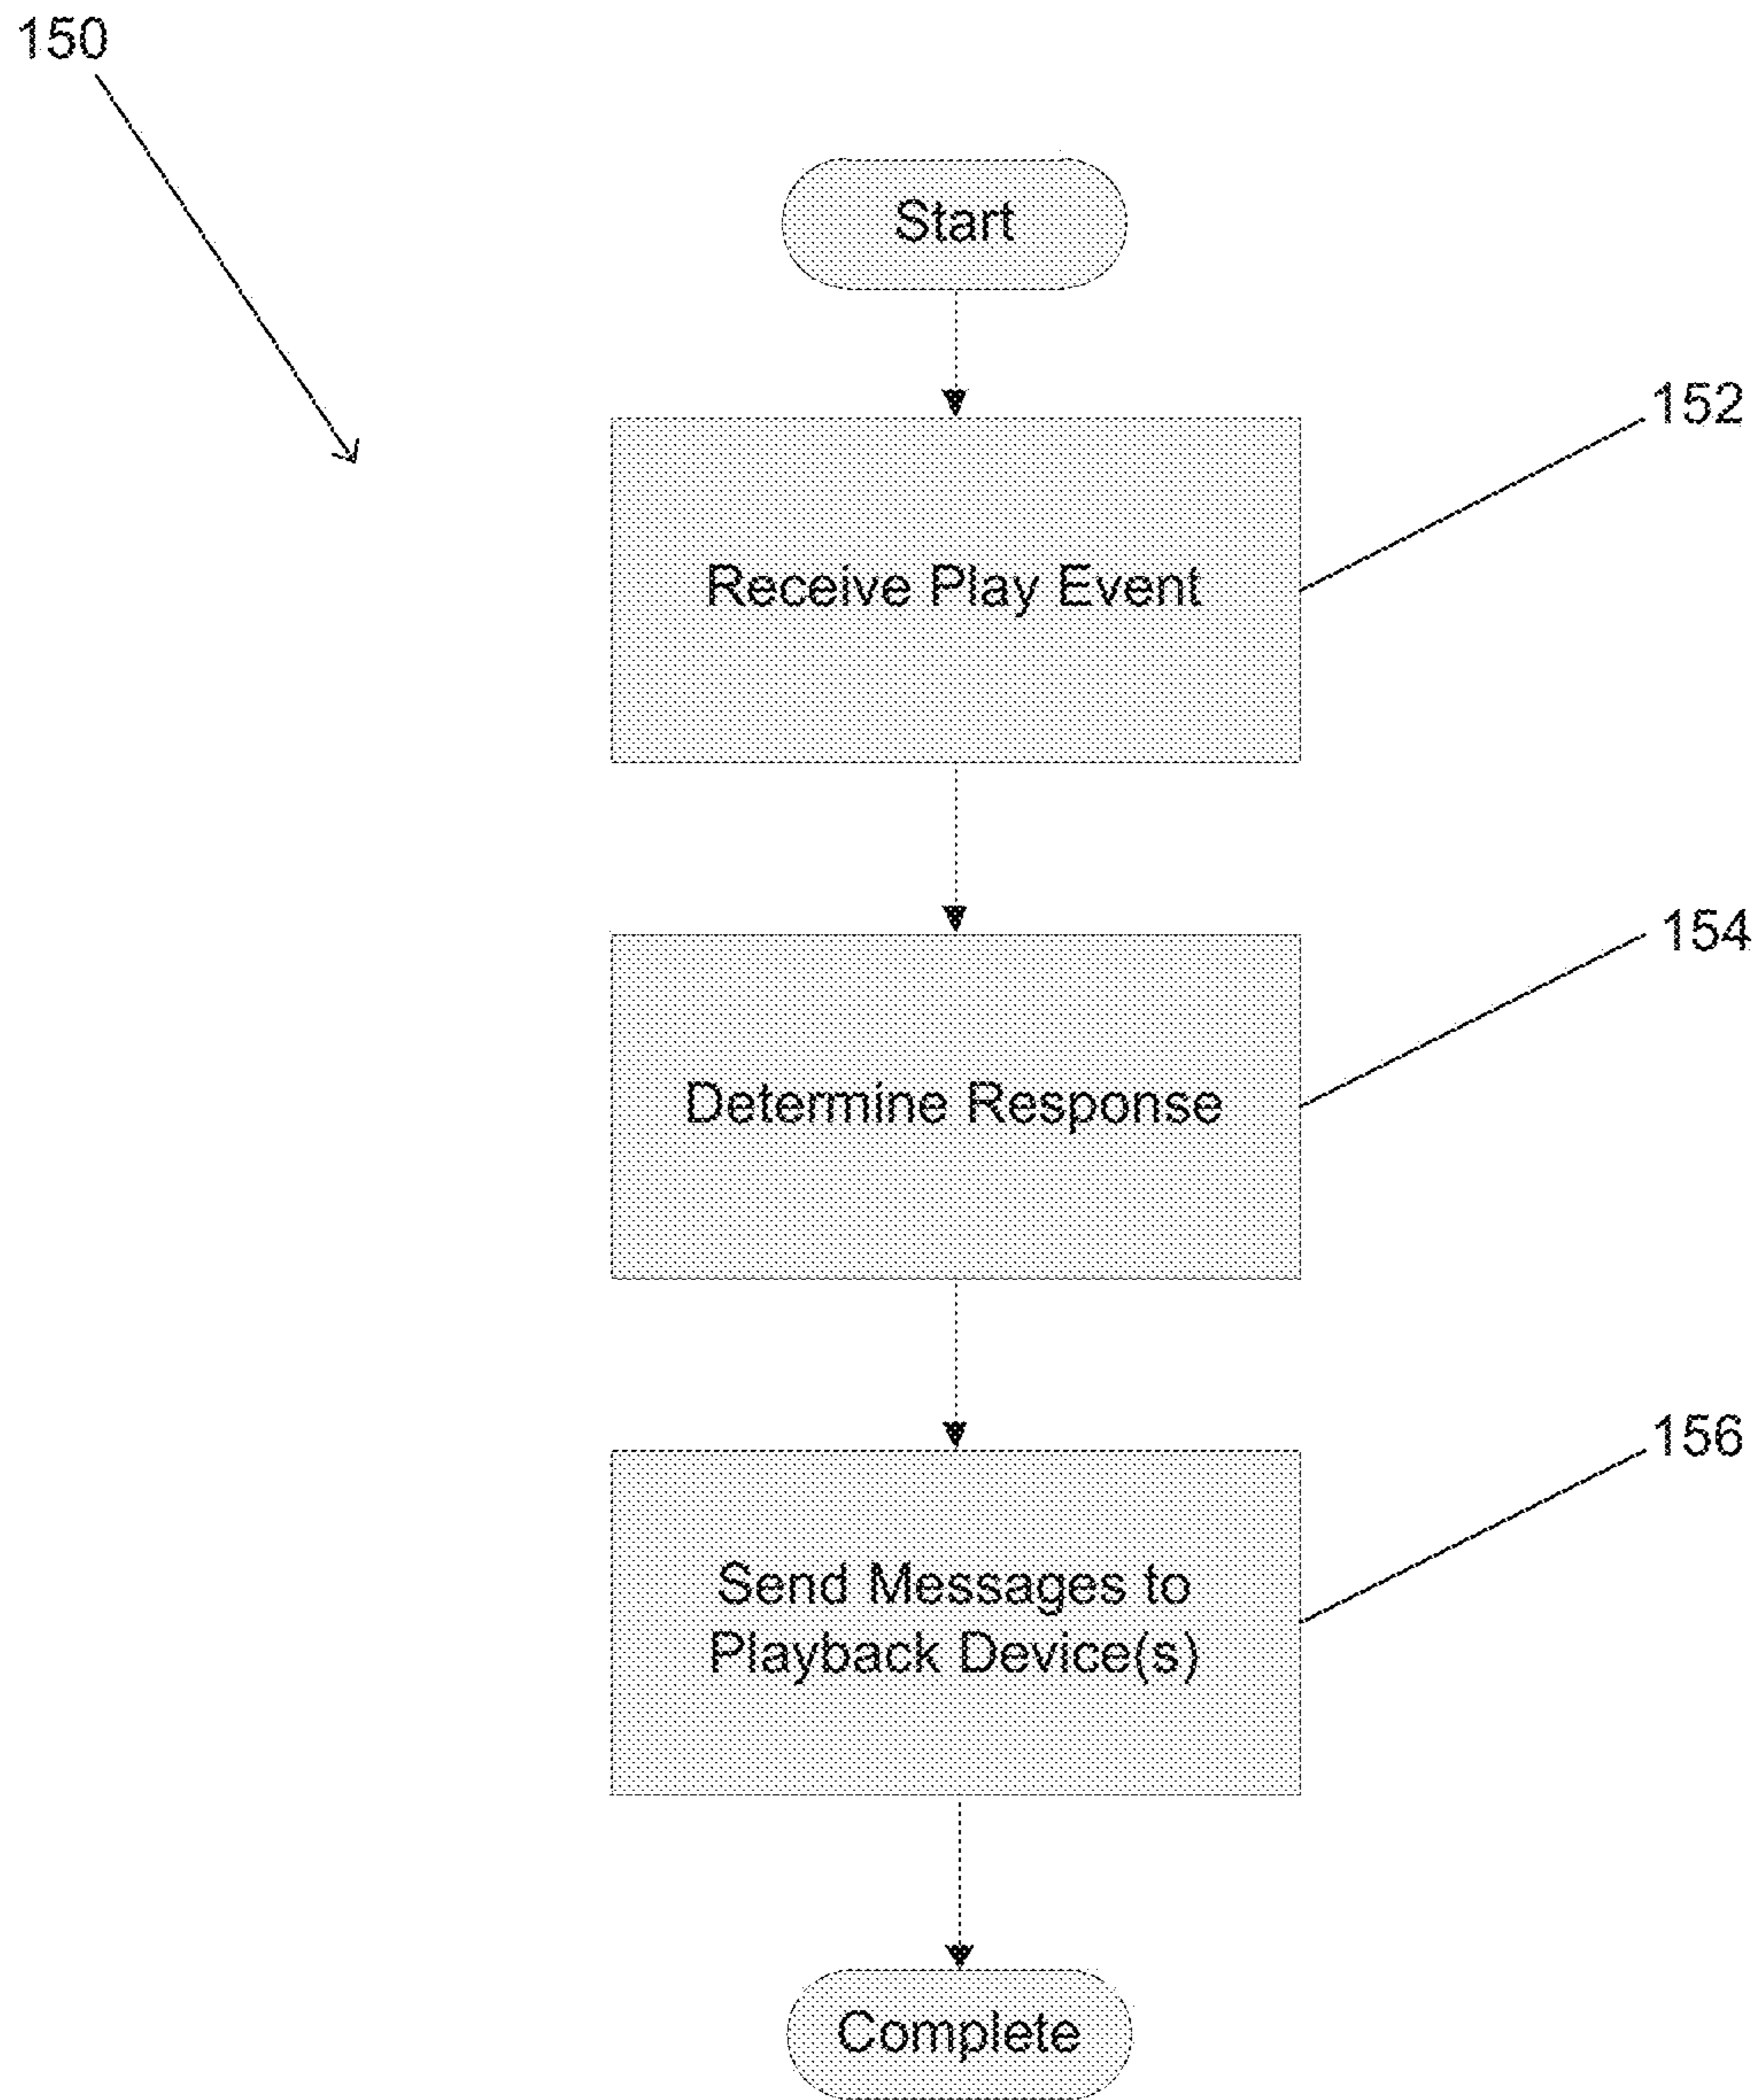 150
Start
152
Receive Play Event
154
Determine Response
156
Send Messages to
Playback Device(s)
Complete